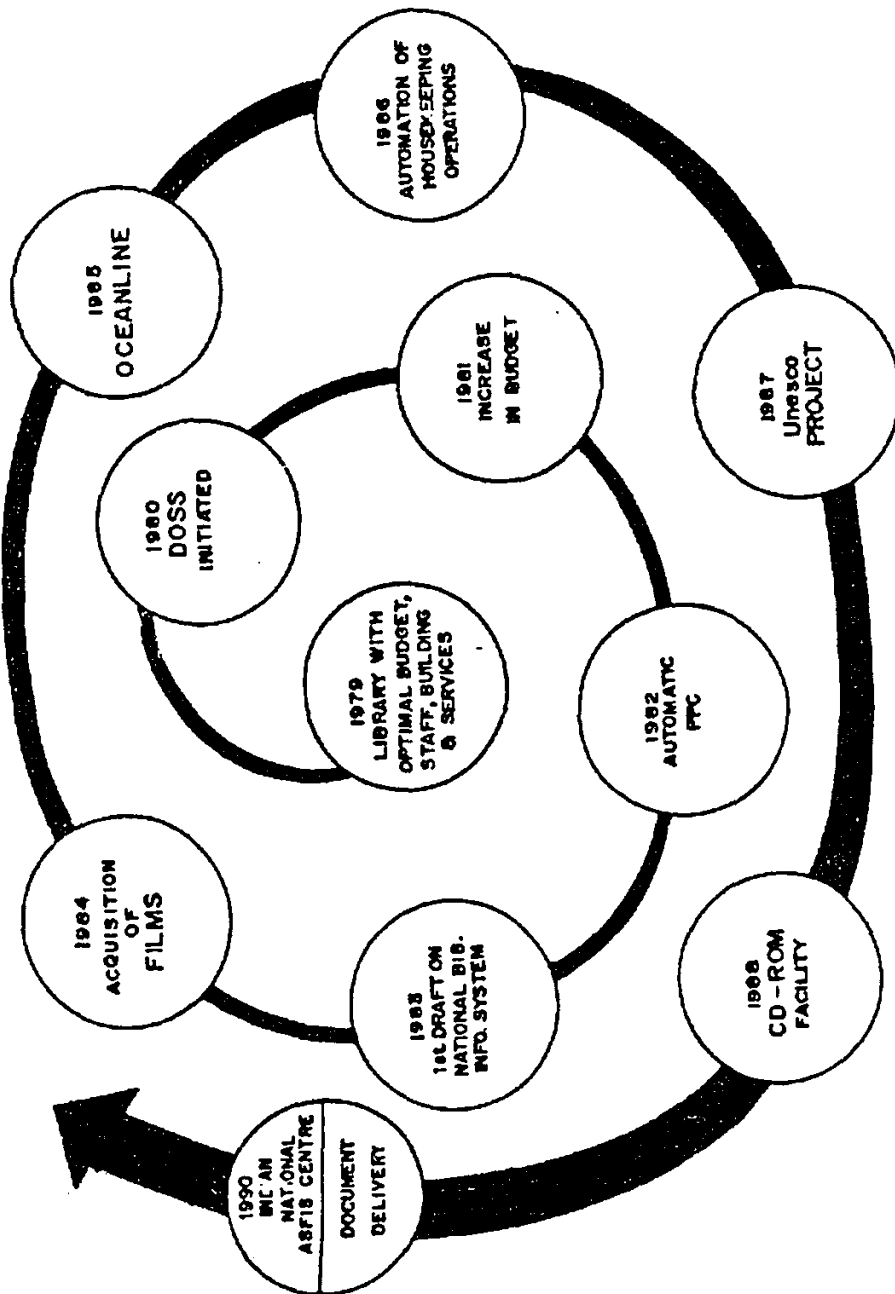 1979
LIBRARY WITH
OPTIMAL BUDGET,
STAFF, BUILDING
& SERVICES
1980
DOSS
INITIATED
1981
INCREASE
IN BUDGET
1982
AUTOMATIC
PPC
1983
1st DRAFT ON
NATIONAL BIB.
INFO. SYSTEM
1984
ACQUISITION
OF
FILMS
1985
OCEANLINE
1986
AUTOMATION OF
HOUSEKEEPING
OPERATIONS
1987
Unesco
PROJECT
1988
CD-ROM
FACILITY
1990
NATIONAL
ASFIS CENTRE
DOCUMENT
DELIVERY